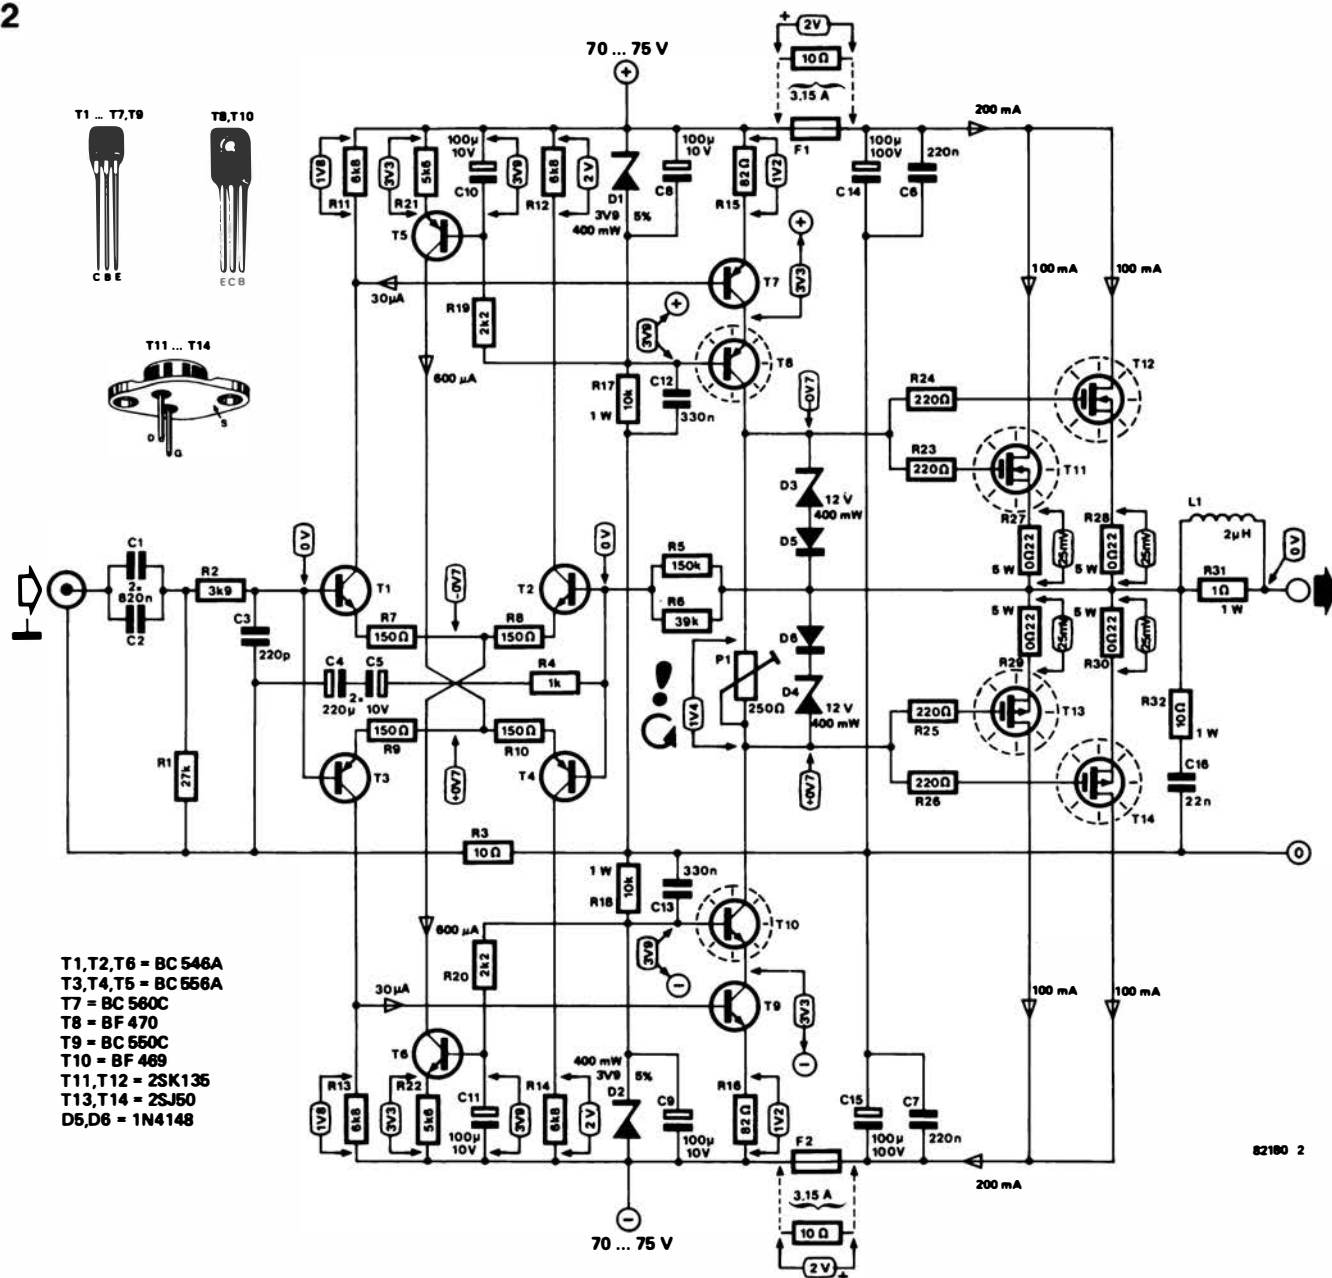 2
70 ... 75 V
+
+
2V
10Ω
3,15 A
F1
200 mA
T1 ... T7,T9
C B E
T8,T10
E C B
T11 ... T14
D
G
S
1V8
6k8
R11
3V3
5k6
R21
100µ
10V
C10
3V9
6k8
R12
2 V
D1
3V9
5%
400 mW
100µ
10 V
C8
82Ω
R15
1V2
100µ
100V
C14
220n
C6
T5
30µA
R19
2k2
T7
+
3V3
+
3V9
T8
100 mA
100 mA
600 µA
R17
10k
1 W
C12
330n
-0V7
R24
220Ω
T12
R23
220Ω
T11
D3
12 V
400 mW
D5
R27
0Ω22
5 W
25mV
R28
0Ω22
5 W
25mV
L1
2µH
0V
R31
1Ω
1 W
C1
2x
820n
C2
R2
3k9
C3
220p
0V
T1
T2
0V
R5
150k
R6
39k
R7
150Ω
-0V7
R8
150Ω
C4
C5
220µ
2x
10V
R4
1k
!
1V4
P1
250Ω
D6
D4
12 V
400 mW
5 W
0Ω22
R29
25mV
5 W
0Ω22
R30
25mV
R1
27k
150Ω
R9
150Ω
R10
T3
+0V7
T4
+0V7
220Ω
R25
T13
220Ω
R26
T14
R32
10Ω
1 W
C16
22n
R3
10Ω
0
1 W
10k
R18
330n
C13
T10
600 µA
R20
2k2
3V9
-
30µA
T9
3V3
-
100 mA
100 mA
T6
R13
6k8
1V8
R22
5k6
3V3
C11
100µ
10V
3V9
R14
6k8
2 V
400 mW
3V9
5%
D2
C9
100µ
10V
R16
82Ω
1V2
C15
100µ
100V
C7
220n
F2
3,15 A
10Ω
2V
+
200 mA
-
70 ... 75 V
T1,T2,T6 = BC 546A
T3,T4,T5 = BC 556A
T7 = BC 560C
T8 = BF 470
T9 = BC 550C
T10 = BF 469
T11,T12 = 2SK135
T13,T14 = 2SJ50
D5,D6 = 1N4148
82180 2